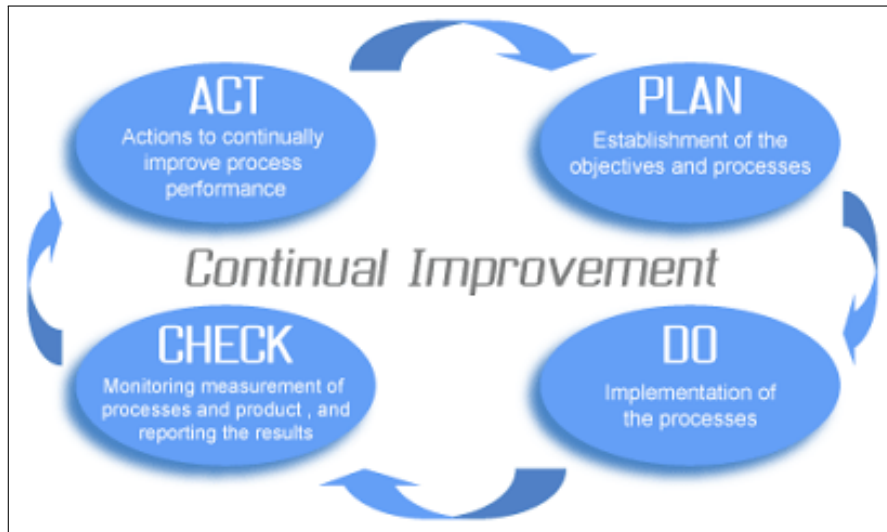 ACT
Actions to continually
improve process
performance
PLAN
Establishment of the
objectives and processes
Continual Improvement
CHECK
Monitoring measurement of
processes and product , and
reporting the results
DO
Implementation of
the processes